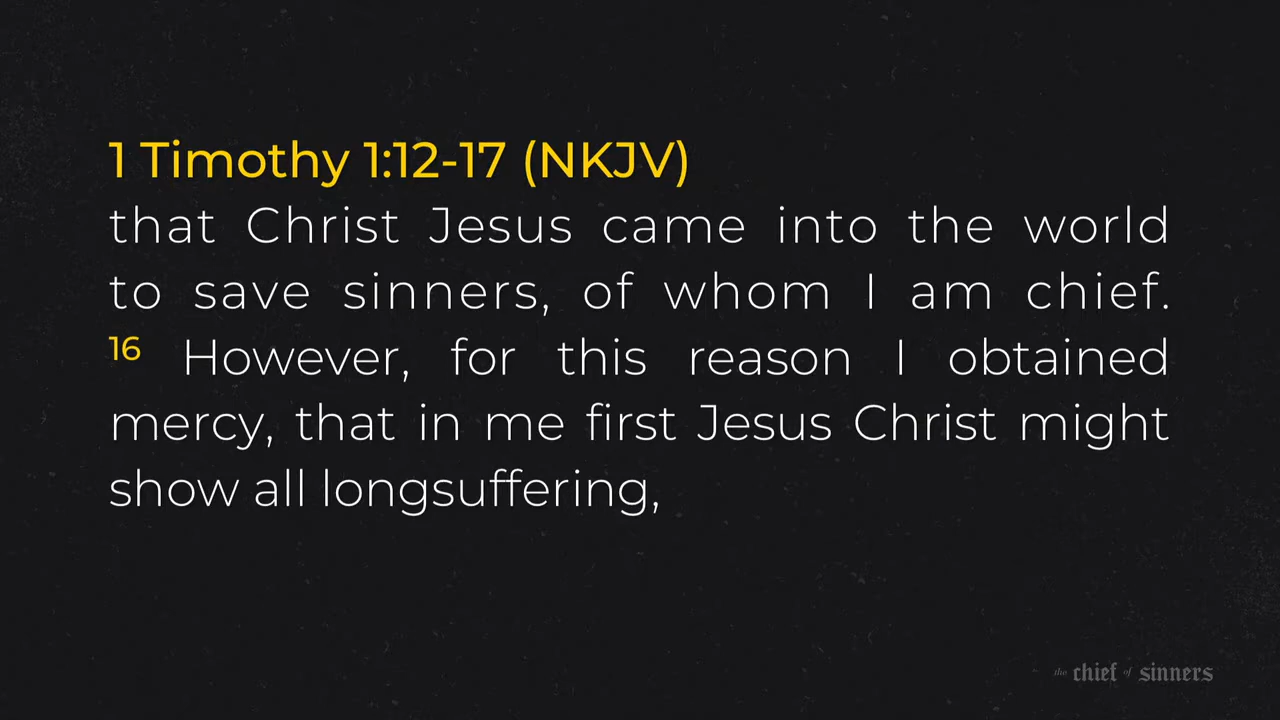 1 Timothy 1:12-17 (NKJV)
that Christ Jesus came into the world
to save sinners, of whom I am chief.
16 However, for this reason I obtained
mercy, that in me first Jesus Christ might
show all longsuffering,
the chief of sinners